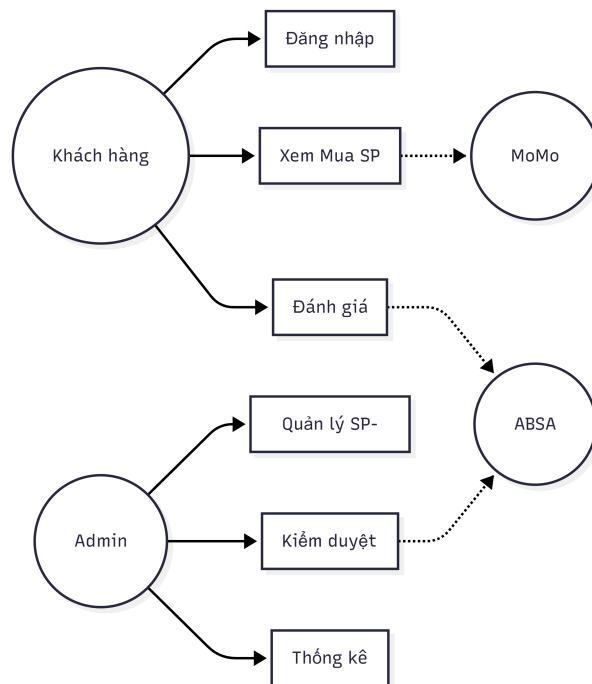 Đăng nhập
Khách hàng
Xem Mua SP
MoMo
Đánh giá
Quản lý SP-
ABSA
Admin
Kiểm duyệt
Thống kê